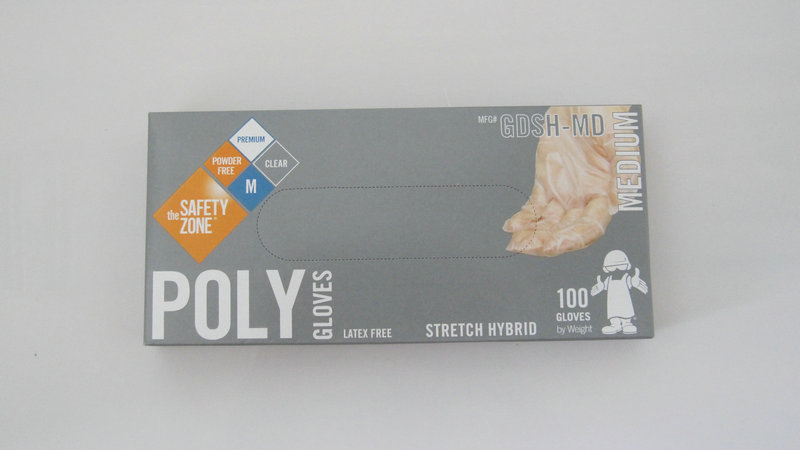 PREMIUM
POWDER
FREE
CLEAR
M
the SAFETY
ZONE®
MFG# GDSH-MD
MEDIUM
POLY
GLOVES
LATEX FREE
STRETCH HYBRID
100
GLOVES
by Weight